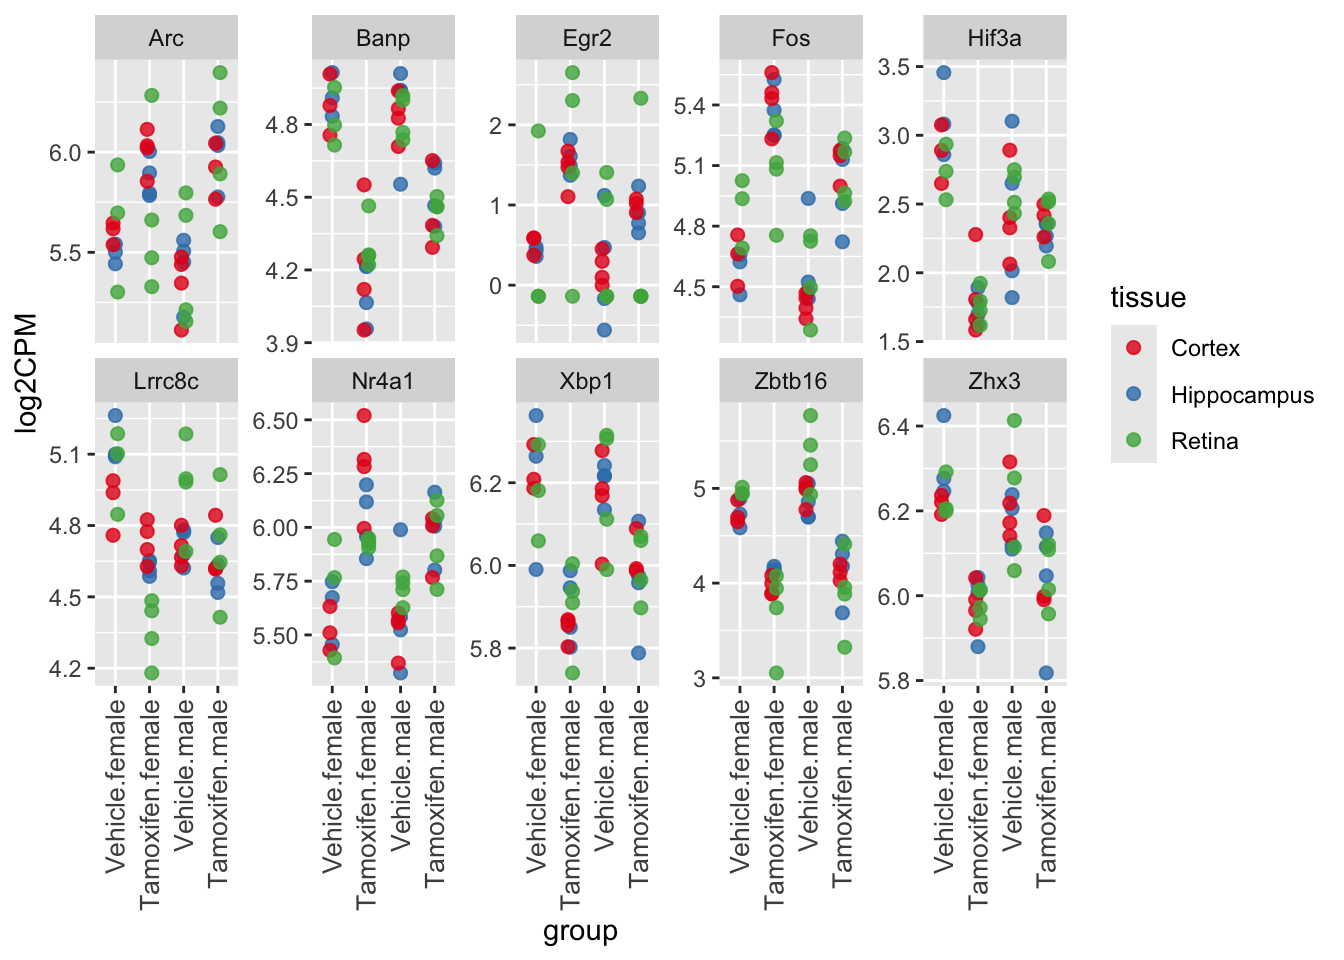 Arc Banp Egr2 Fos Hif3a
6.0
5.5
4.8
4.5
4.2
3.9
2
1
0
5.4
5.1
4.8
4.5
3.5
3.0
2.5
2.0
1.5
log2CPM
Lrrc8c Nr4a1 Xbp1 Zbtb16 Zhx3
5.1
4.8
4.5
4.2
6.50
6.25
6.00
5.75
5.50
6.2
6.0
5.8
5
4
3
6.4
6.2
6.0
5.8
Vehicle.female
Tamoxifen.female
Vehicle.male
Tamoxifen.male
Vehicle.female
Tamoxifen.female
Vehicle.male
Tamoxifen.male
Vehicle.female
Tamoxifen.female
Vehicle.male
Tamoxifen.male
Vehicle.female
Tamoxifen.female
Vehicle.male
Tamoxifen.male
Vehicle.female
Tamoxifen.female
Vehicle.male
Tamoxifen.male
group
tissue
Cortex
Hippocampus
Retina